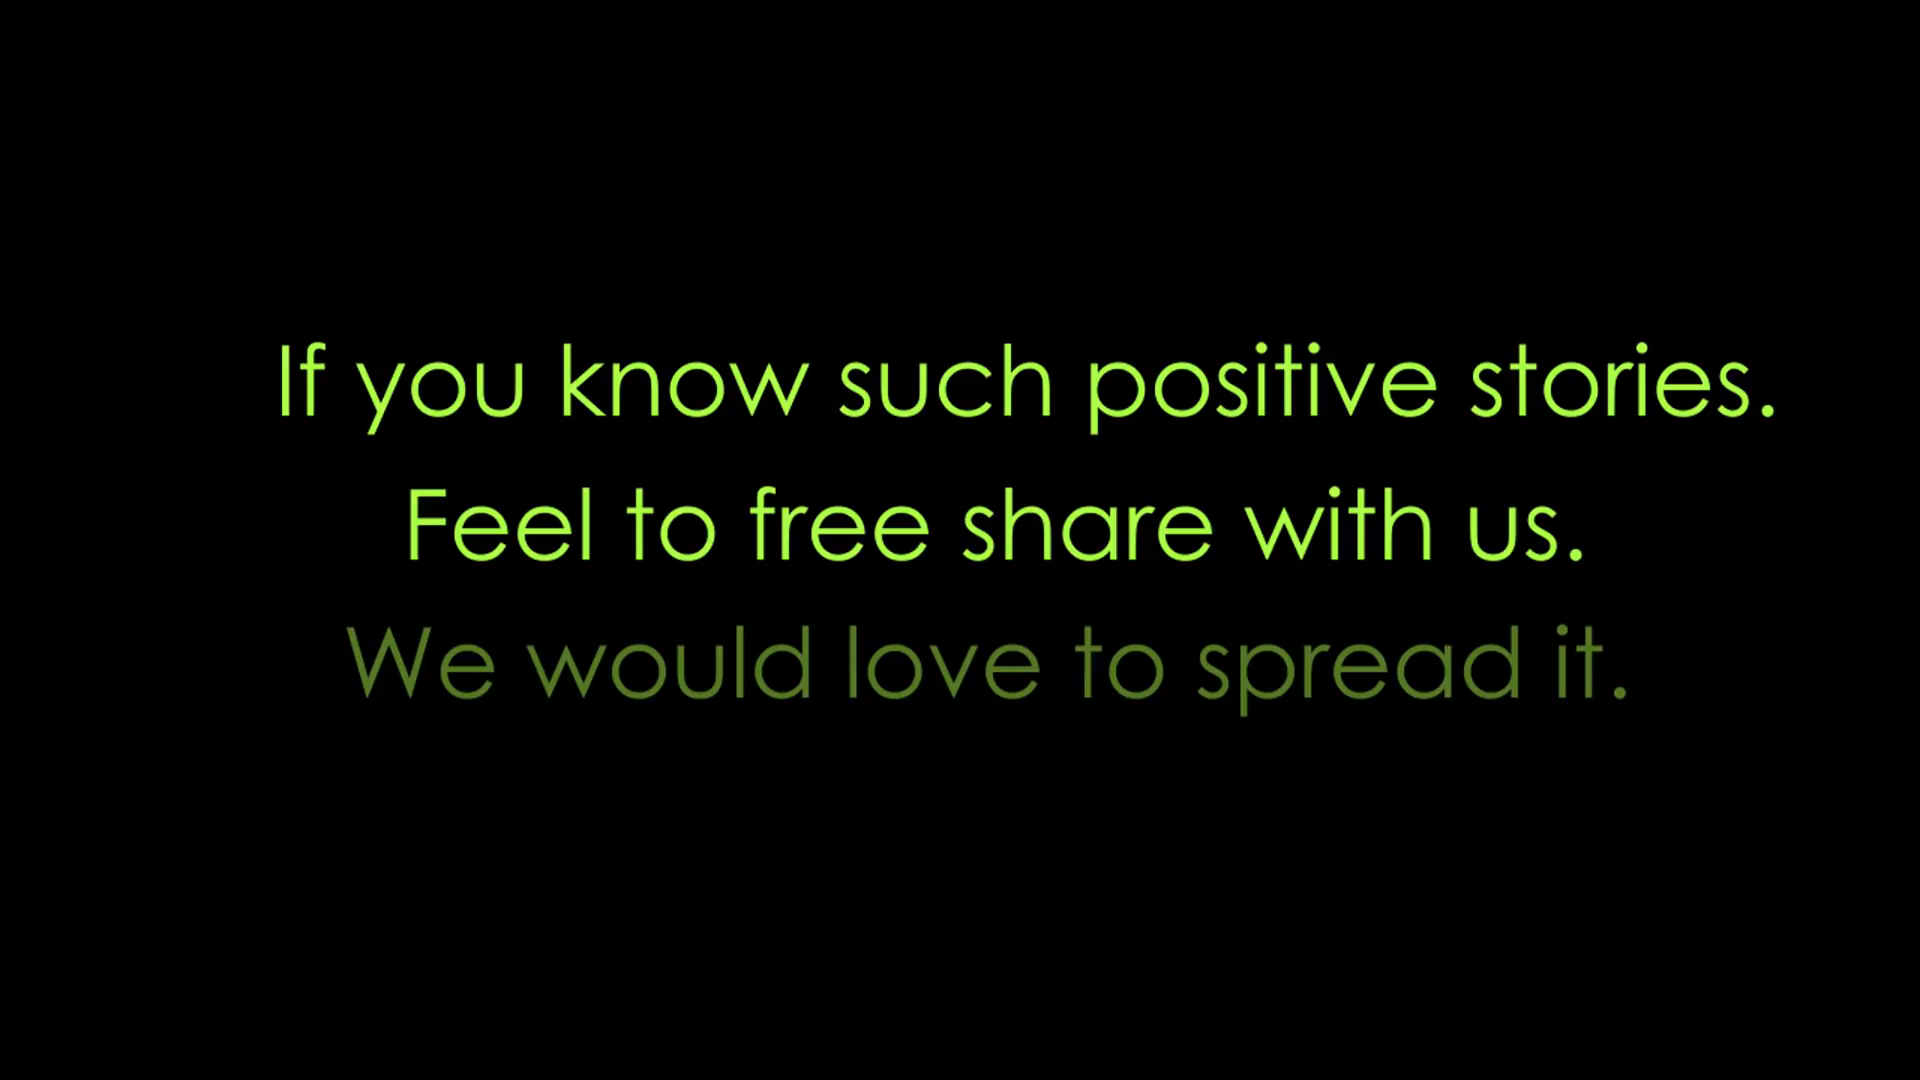 If you know such positive stories.
Feel to free share with us.
We would love to spread it.